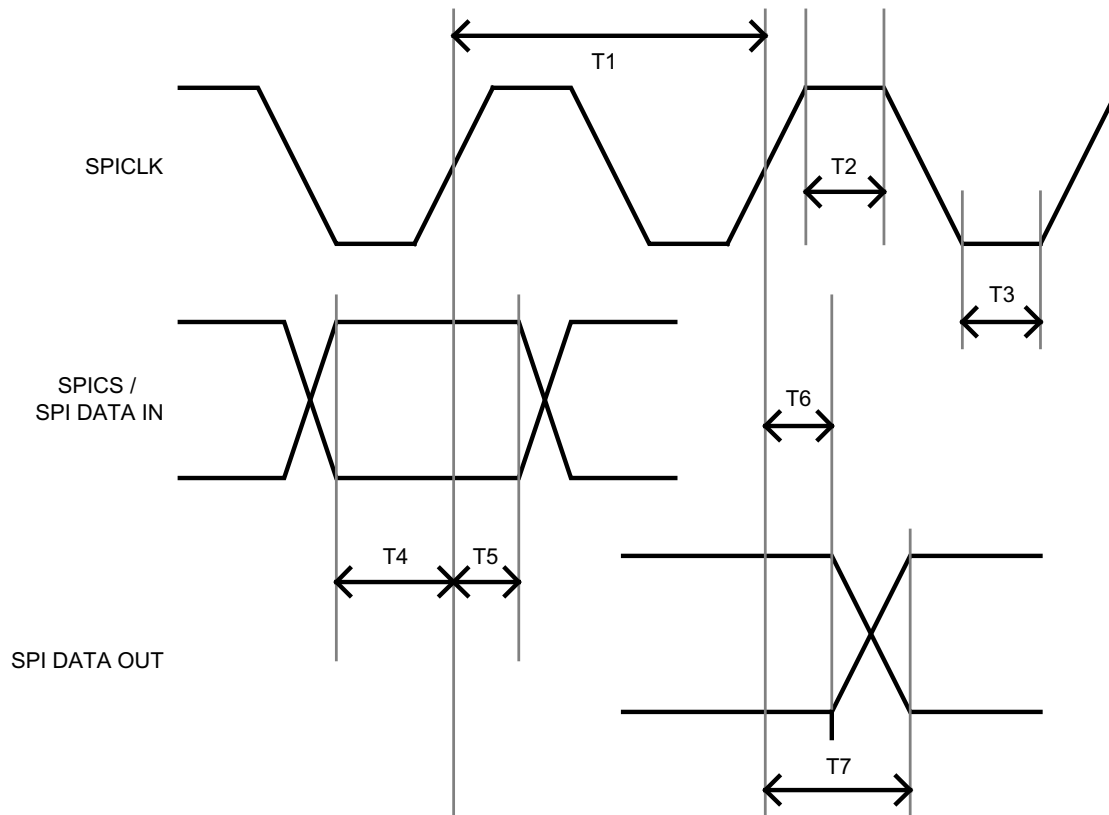 T1
SPICLK
T2
T3
SPICS /
SPI DATA IN
T6
T4
T5
SPI DATA OUT
T7